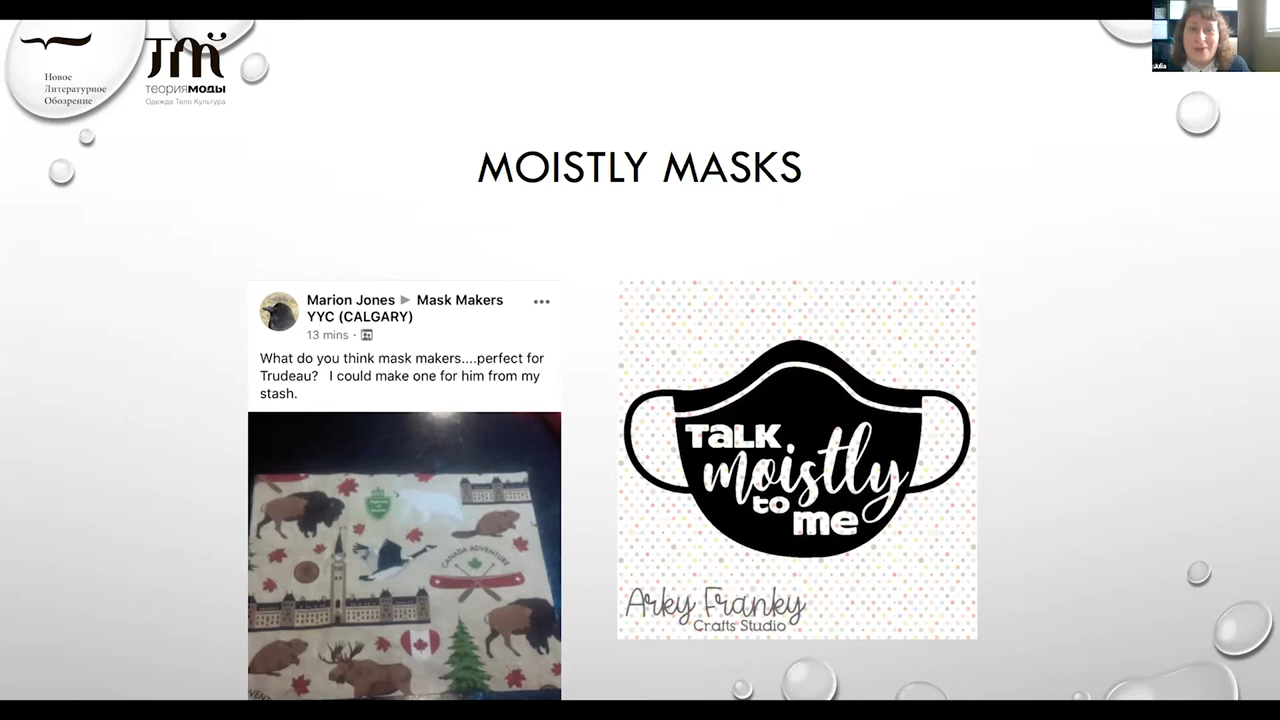 Новое
Литературное
Обозрение
ТМ
теориямоды
Одежда Тело Культура
Julia
MOISTLY MASKS
Marion Jones ▶ Mask Makers
YYC (CALGARY)
13 mins ·
What do you think mask makers....perfect for
Trudeau? I could make one for him from my
stash.
CANADA ADVENTURE
TaLK
moistly
to
me
Arky Franky
Crafts Studio